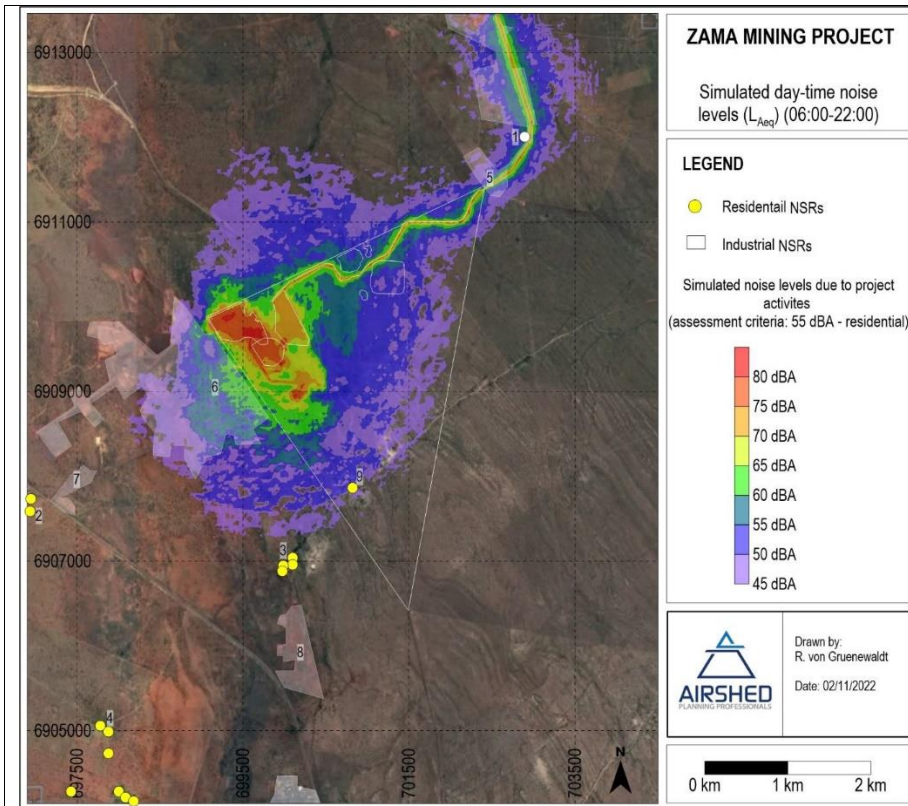 ZAMA MINING PROJECT
Simulated day-time noise
levels (LAeq) (06:00-22:00)
LEGEND
Residentail NSRs
Industrial NSRs
Simulated noise levels due to project
activites
(assessment criteria: 55 dBA - residential)
80 dBA
75 dBA
70 dBA
65 dBA
60 dBA
55 dBA
50 dBA
45 dBA
AIRSHED
PLANNING PROFESSIONALS
Drawn by:
R. von Gruenewaldt
Date: 02/11/2022
0 km
1 km
2 km
N
6913000
6911000
6909000
6907000
6905000
697500
699500
701500
703500
1
5
6
7
9
2
3
8
4